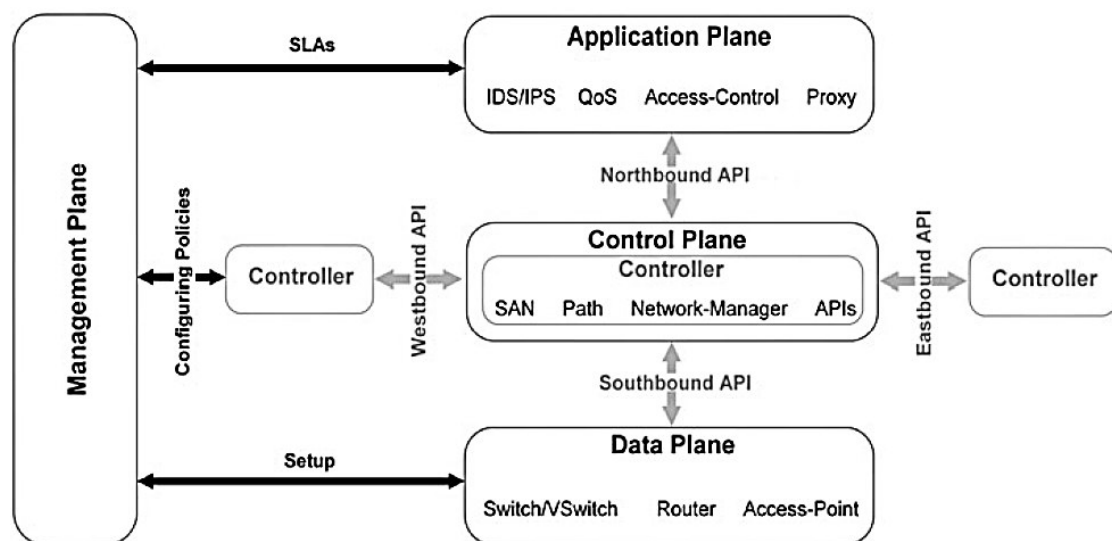 Management Plane
SLAs
Application Plane
IDS/IPS QoS Access-Control Proxy
Northbound API
Configuring Policies
Controller
Westbound API
Control Plane
Controller
SAN Path Network-Manager APIs
Eastbound API
Controller
Southbound API
Setup
Data Plane
Switch/VSwitch Router Access-Point